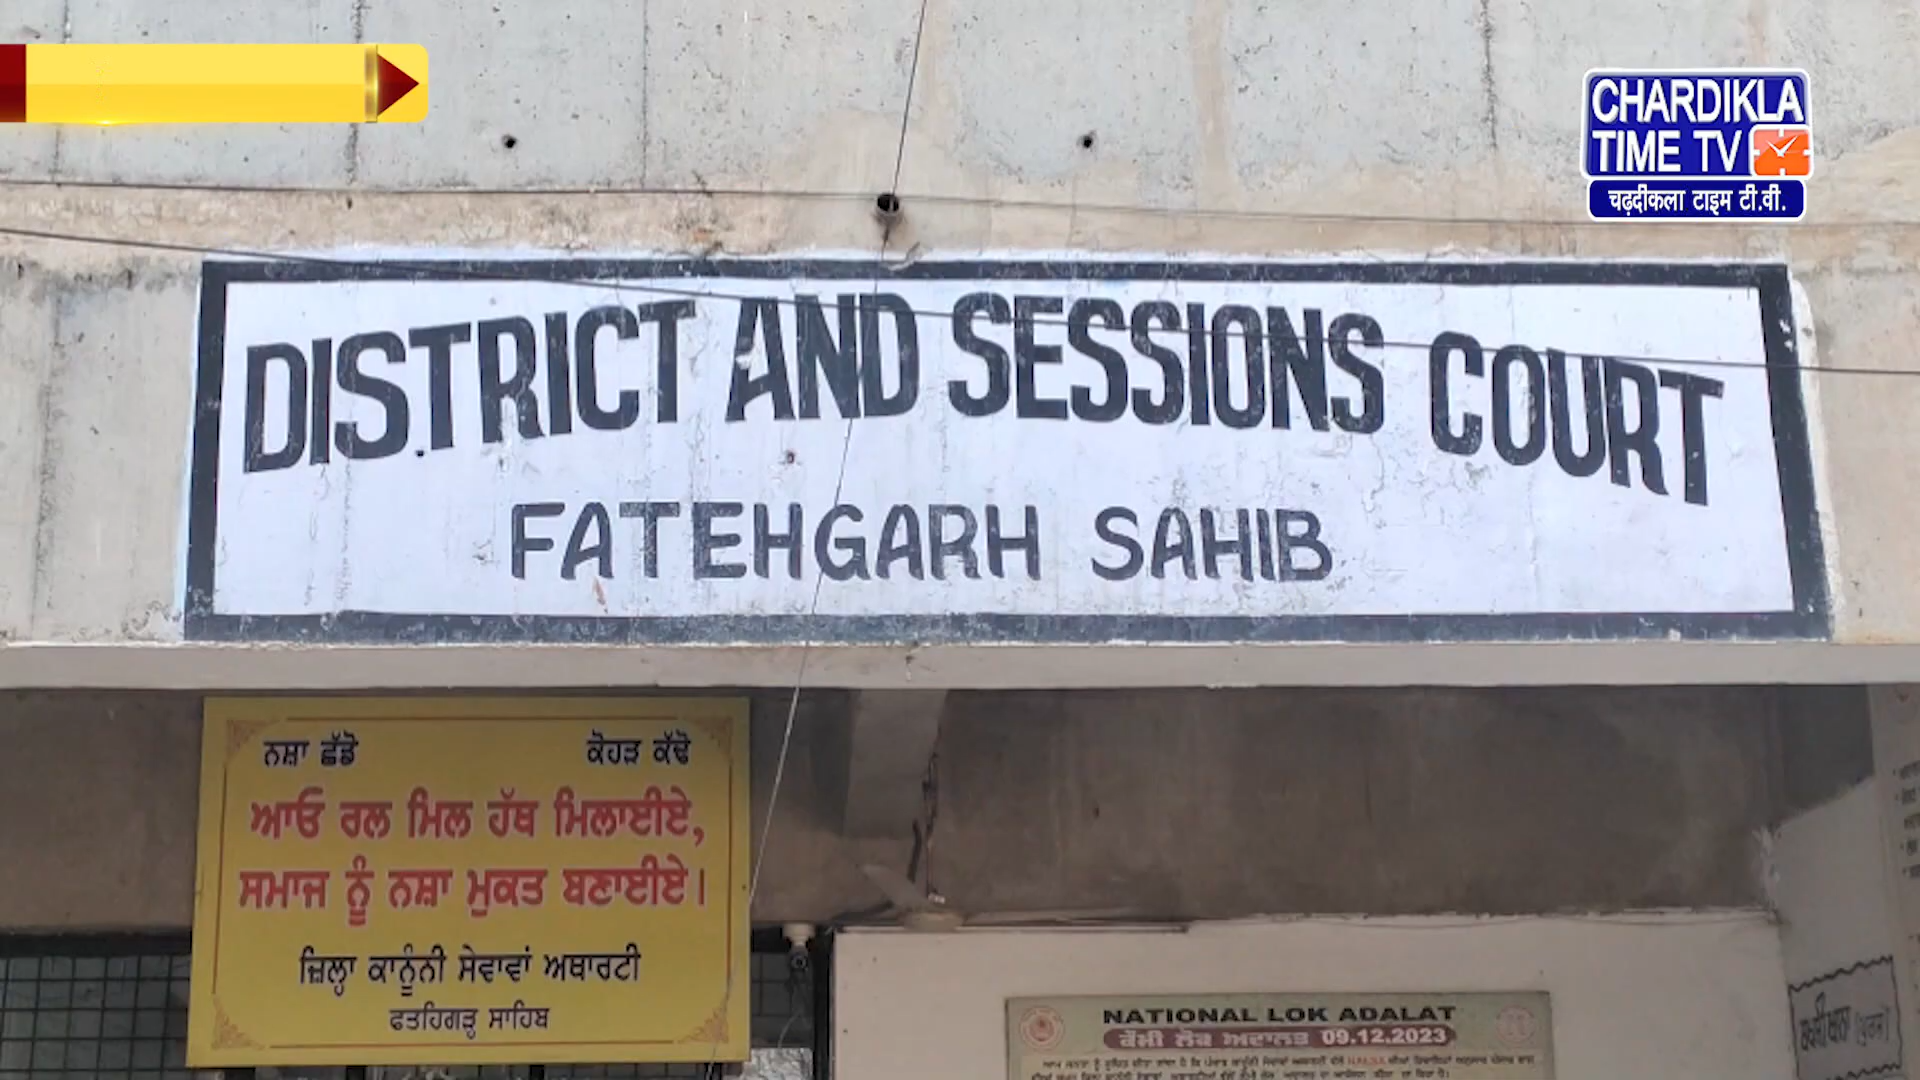 CHARDIKLA
TIME TV
चढ़दीकला टाइम टी.वी.
DISTRICT AND SESSIONS COURT
FATEHGARH SAHIB
ਨਸ਼ਾ ਛੱਡੋ ਕੋਹੜ ਕੱਢੋ
ਆਓ ਰਲ ਮਿਲ ਹੱਥ ਮਿਲਾਈਏ,
ਸਮਾਜ ਨੂੰ ਨਸ਼ਾ ਮੁਕਤ ਬਣਾਈਏ।
ਜ਼ਿਲ੍ਹਾ ਕਾਨੂੰਨੀ ਸੇਵਾਵਾਂ ਅਥਾਰਟੀ
ਫਤਹਿਗੜ੍ਹ ਸਾਹਿਬ
NATIONAL LOK ADALAT
ਕੌਮੀ ਲੋਕ ਅਦਾਲਤ 09.12.2023